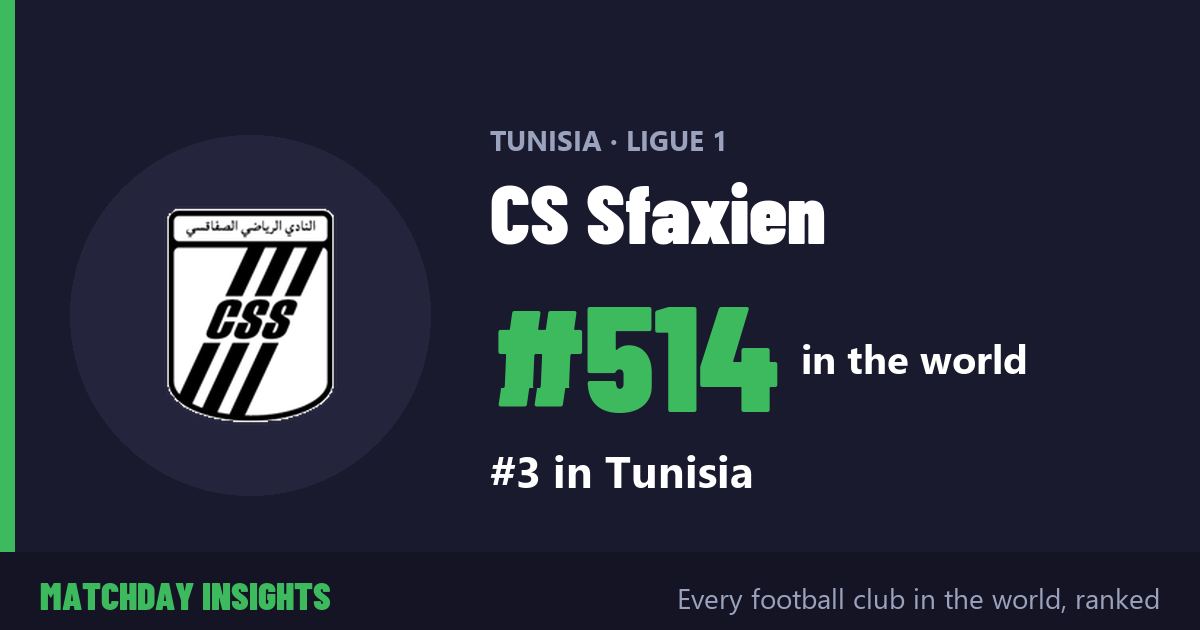 TUNISIA · LIGUE 1
CS Sfaxien
النادي الرياضي الصفاقسي
CSS
#514 in the world
#3 in Tunisia
MATCHDAY INSIGHTS
Every football club in the world, ranked